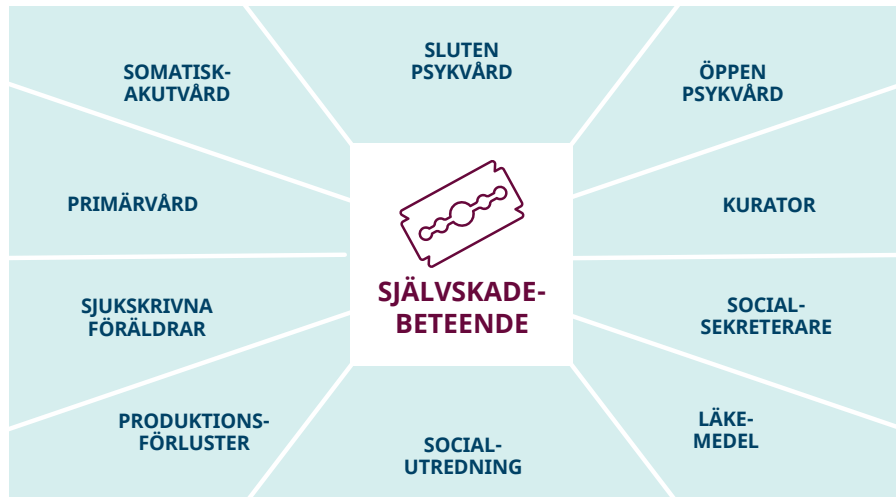 SOMATISK-
AKUTVÅRD
SLUTEN
PSYKVÅRD
ÖPPEN
PSYKVÅRD
PRIMÄRVÅRD
KURATOR
SJÄLVSKADE-
BETEENDE
SJUKSKRIVNA
FÖRÄLDRAR
SOCIAL-
SEKRETERARE
PRODUKTIONS-
FÖRLUSTER
SOCIAL-
UTREDNING
LÄKE-
MEDEL